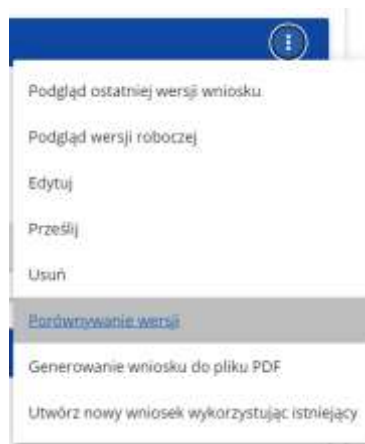 Podgląd ostatniej wersji wniosku
Podgląd wersji roboczej
Edytuj
Prześlij
Usuń
Porównywanie wersji
Generowanie wniosku do pliku PDF
Utwórz nowy wniosek wykorzystując istniejący